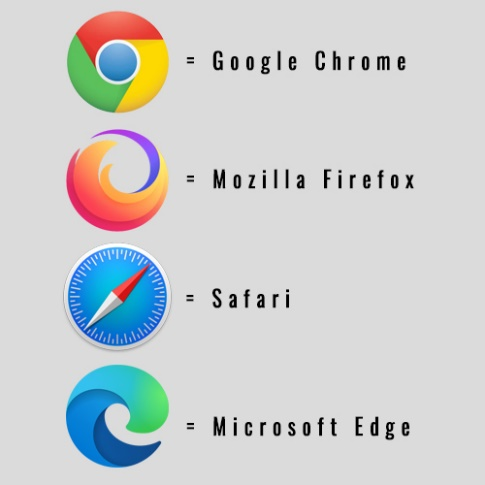 = Google Chrome
= Mozilla Firefox
= Safari
= Microsoft Edge